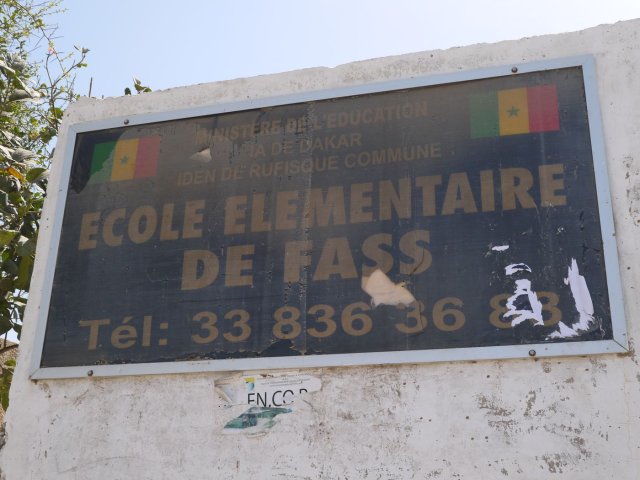 MINISTERE DE L'EDUCATION
IA DE DAKAR
IDEN DE RUFISQUE COMMUNE
ECOLE ELEMENTAIRE
DE FASS
Tél: 33 836 36
EN.CO.P